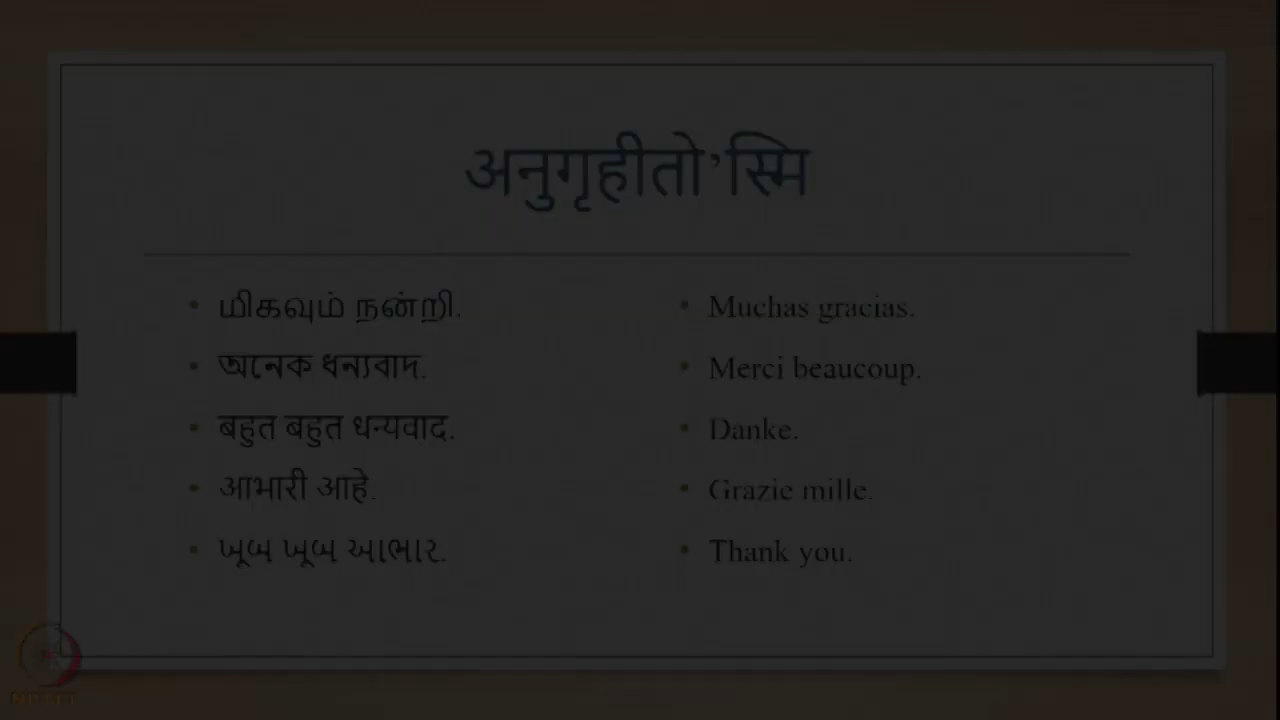 अनुगृहीतो’स्मि
மிகவும் நன்றி.
অনেক ধন্যবাদ.
बहुत बहुत धन्यवाद.
आभारी आहे.
ખૂબ ખૂબ આભાર.
Muchas gracias.
Merci beaucoup.
Danke.
Grazie mille.
Thank you.